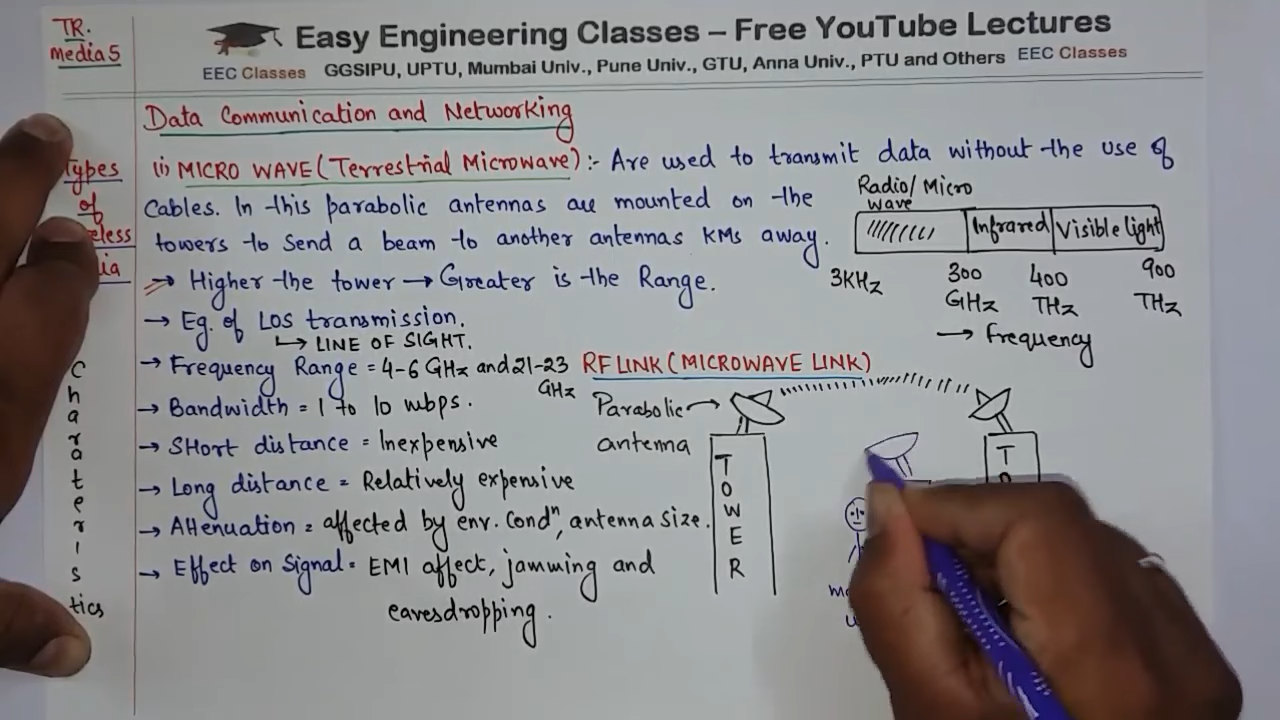 TR.
media 5
Easy Engineering Classes – Free YouTube Lectures
EEC Classes GGSIPU, UPTU, Mumbai Univ., Pune Univ., GTU, Anna Univ., PTU and Others EEC Classes
Data Communication and Networking
Types
of
(i) MICRO WAVE (Terrestrial Microwave) :- Are used to transmit data without the use of
cables. In this parabolic antennas are mounted on the
towers to send a beam to another antennas KMs away.
→ Higher the tower → Greater is the Range.
→ Eg. of LOS transmission.
↳ LINE OF SIGHT.
→ Frequency Range = 4-6 GHz and 21-23
GHz
→ Bandwidth = 1 to 10 mbps.
→ SHort distance = Inexpensive
→ Long distance = Relatively expensive
→ Attenuation = affected by env. Condn, antenna size.
→ Effect on Signal = EMI affect, jamming and
eavesdropping.
Charateristics
Radio/Micro
wave
Infrared Visible light
3KHz 300 GHz 400 THz 900 THz
→ Frequency
RF LINK (MICROWAVE LINK)
Parabolic →
antenna
TOWER
T